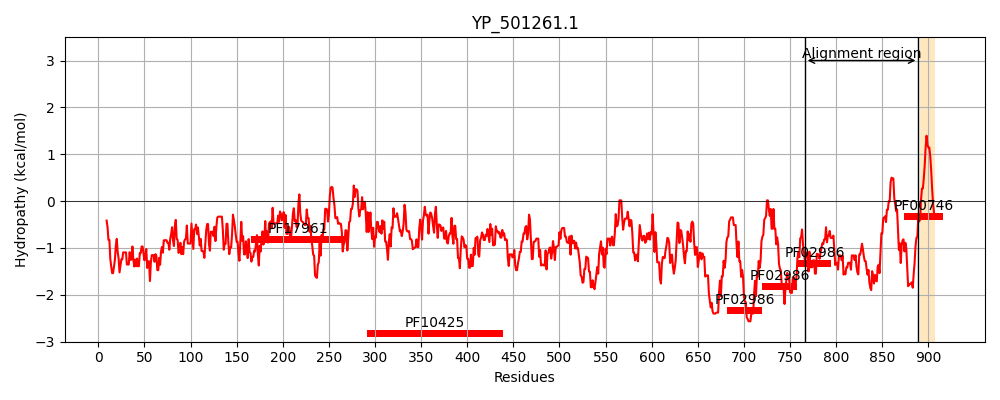 YP_501261.1
Hydropathy (kcal/mol)
3
2
1
0
−1
−2
−3
Alignment region
PF00746
PF17961
PF02986
PF02986
PF02986
PF10425
0 50 100 150 200 250 300 350 400 450 500 550 600 650 700 750 800 850 900
Residues